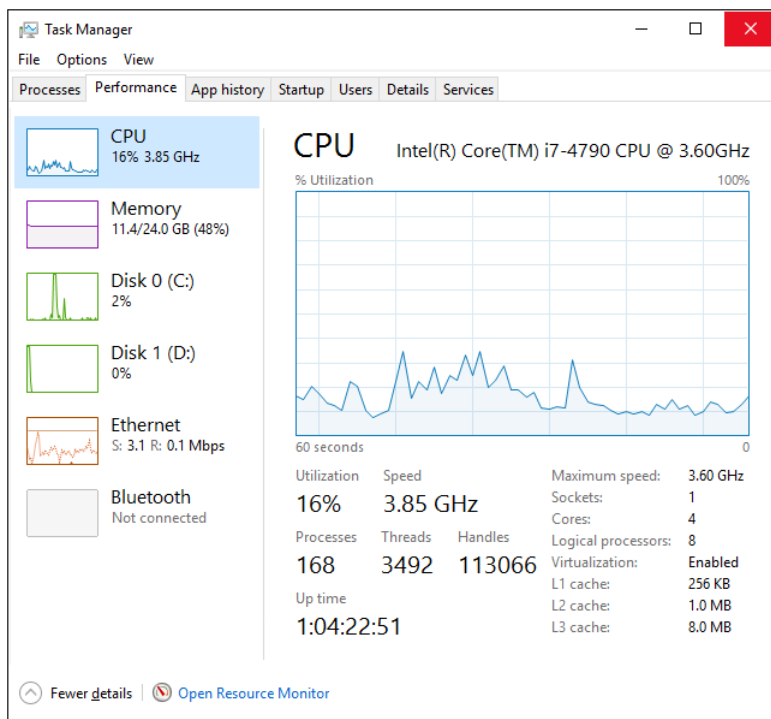 Task Manager
File Options View
Processes Performance App history Startup Users Details Services
CPU
16% 3.85 GHz
Memory
11.4/24.0 GB (48%)
Disk 0 (C:)
2%
Disk 1 (D:)
0%
Ethernet
S: 3.1 R: 0.1 Mbps
Bluetooth
Not connected
CPU Intel(R) Core(TM) i7-4790 CPU @ 3.60GHz
% Utilization 100%
60 seconds 0
Utilization Speed
16% 3.85 GHz
Processes Threads Handles
168 3492 113066
Up time
1:04:22:51
Maximum speed: 3.60 GHz
Sockets: 1
Cores: 4
Logical processors: 8
Virtualization: Enabled
L1 cache: 256 KB
L2 cache: 1.0 MB
L3 cache: 8.0 MB
Fewer details Open Resource Monitor